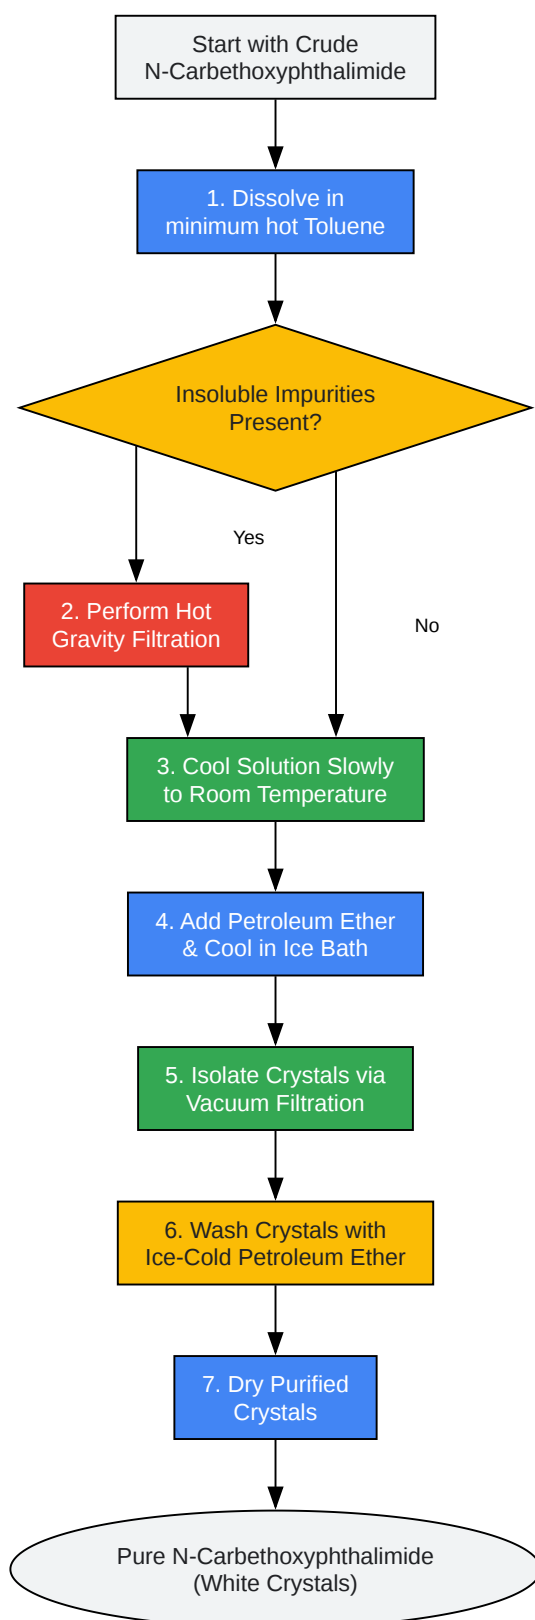 Start with Crude
N-Carbethoxyphthalimide
1. Dissolve in
minimum hot Toluene
Insoluble Impurities
Present?
Yes
2. Perform Hot
Gravity Filtration
No
3. Cool Solution Slowly
to Room Temperature
4. Add Petroleum Ether
& Cool in Ice Bath
5. Isolate Crystals via
Vacuum Filtration
6. Wash Crystals with
Ice-Cold Petroleum Ether
7. Dry Purified
Crystals
Pure N-Carbethoxyphthalimide
(White Crystals)